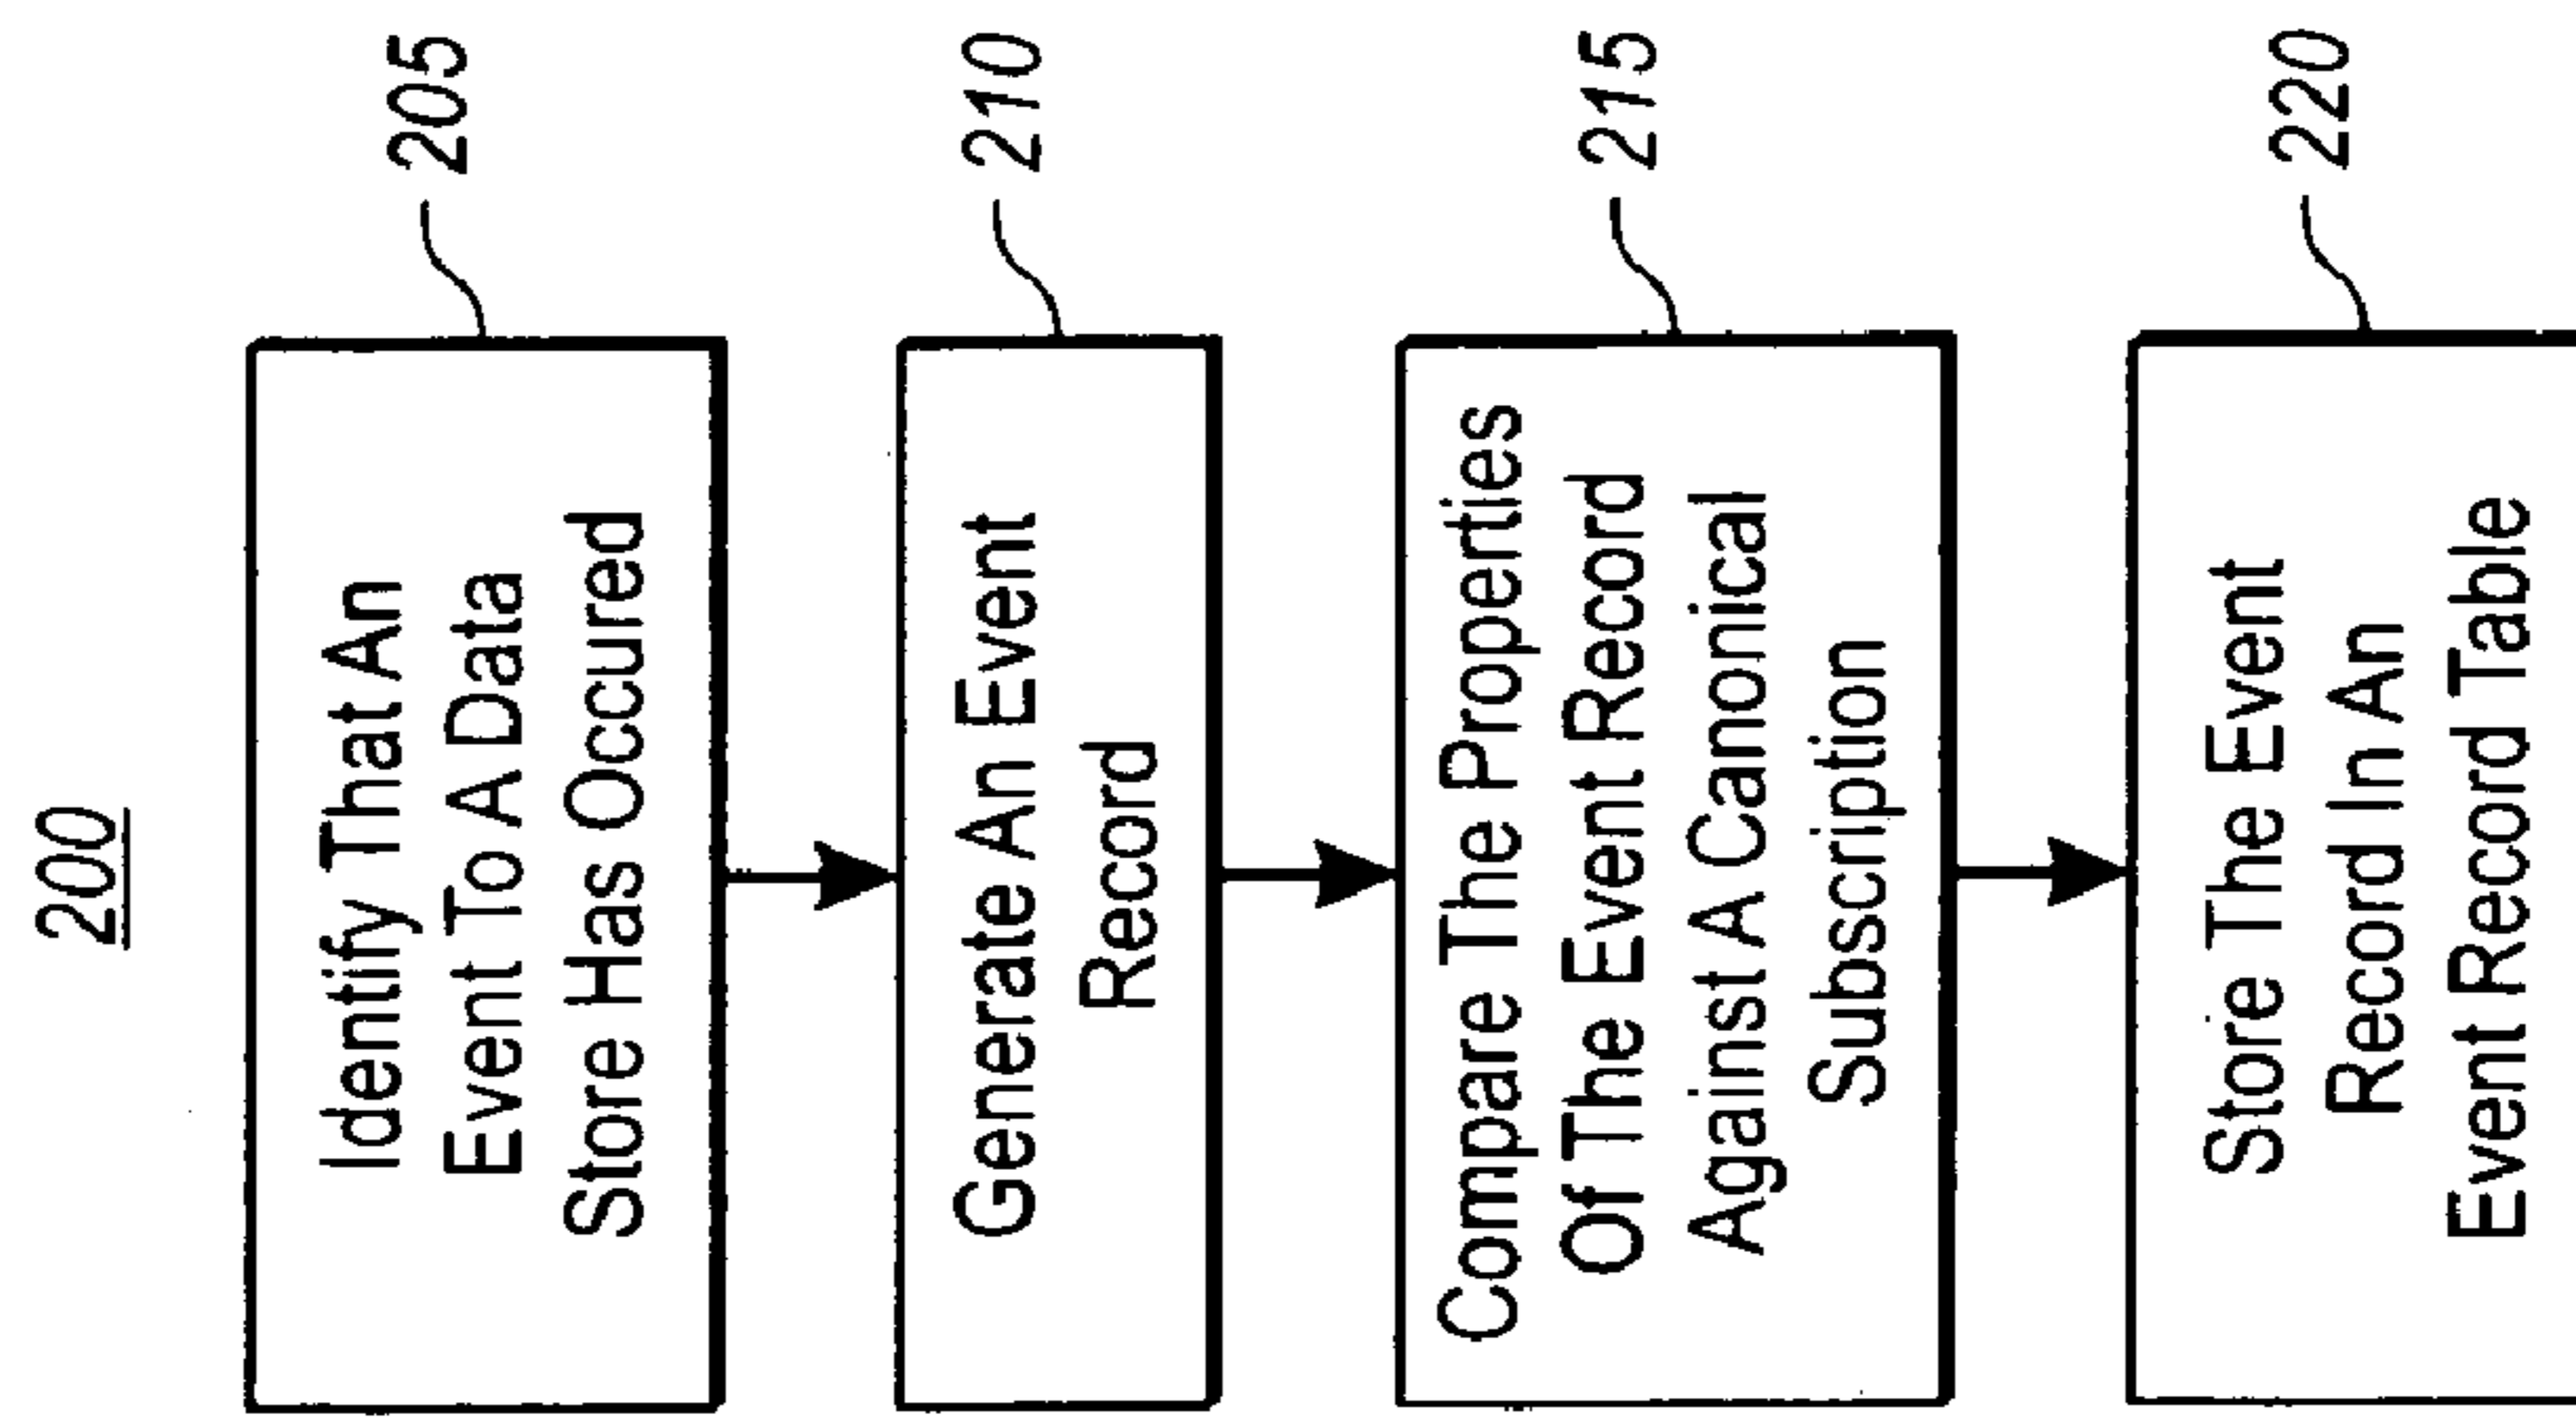 200
Identify That An
Event To A Data
Store Has Occured
205
Generate An Event
Record
210
Compare The Properties
Of The Event Record
Against A Canonical
Subscription
215
Store The Event
Record In An
Event Record Table
220